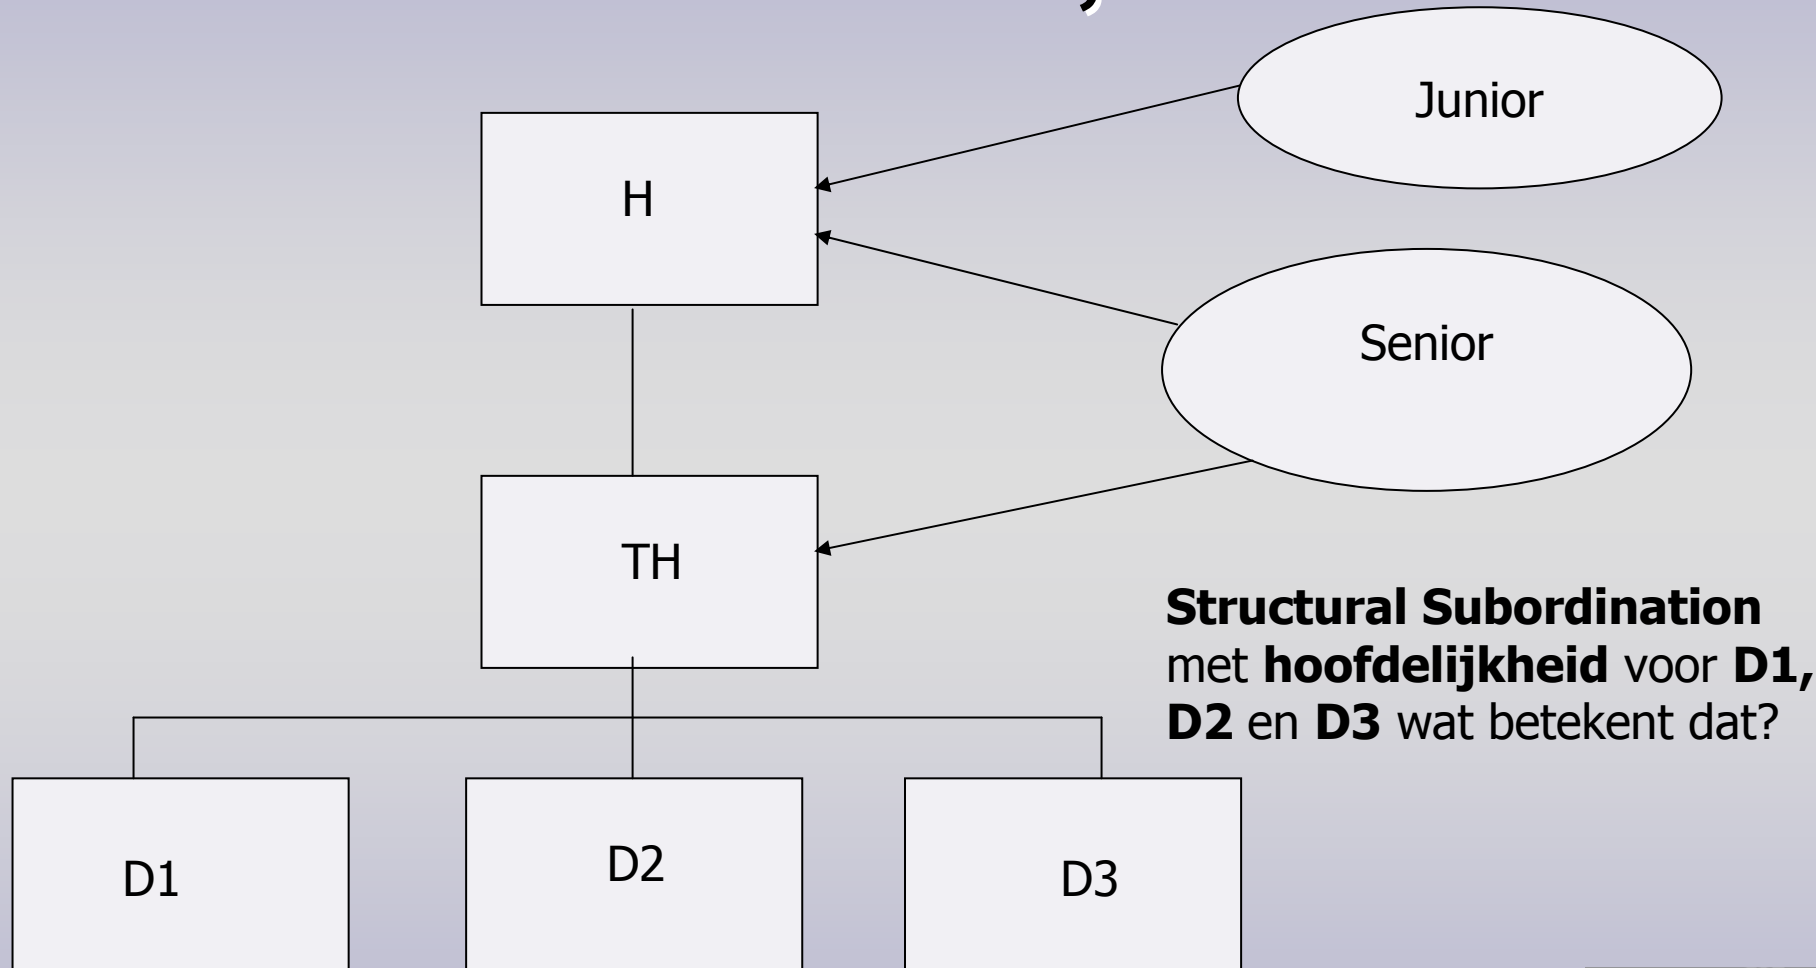 Junior
H
Senior
TH
Structural Subordination
met hoofdelijkheid voor D1,
D2 en D3 wat betekent dat?
D1
D2
D3